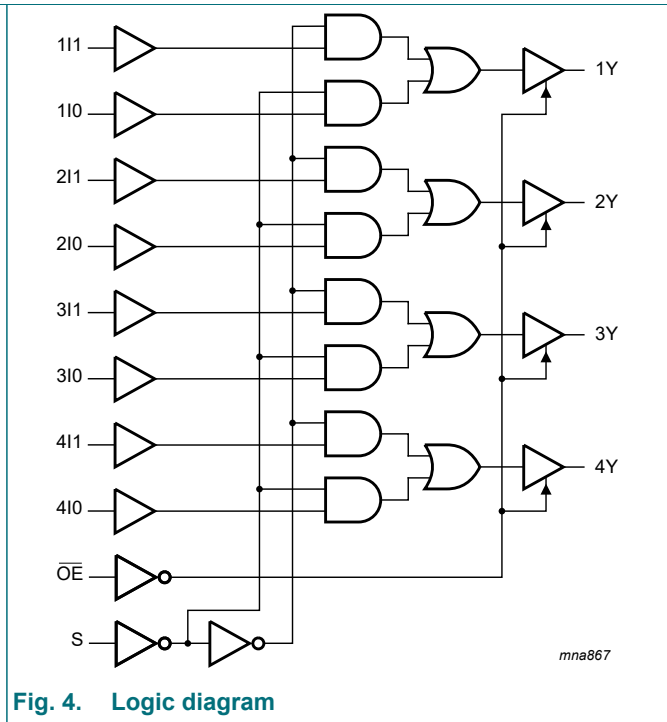 1I1
1Y
1I0
2I1
2Y
2I0
3I1
3Y
3I0
4I1
4Y
4I0
OE
S
mna867
Fig. 4. Logic diagram